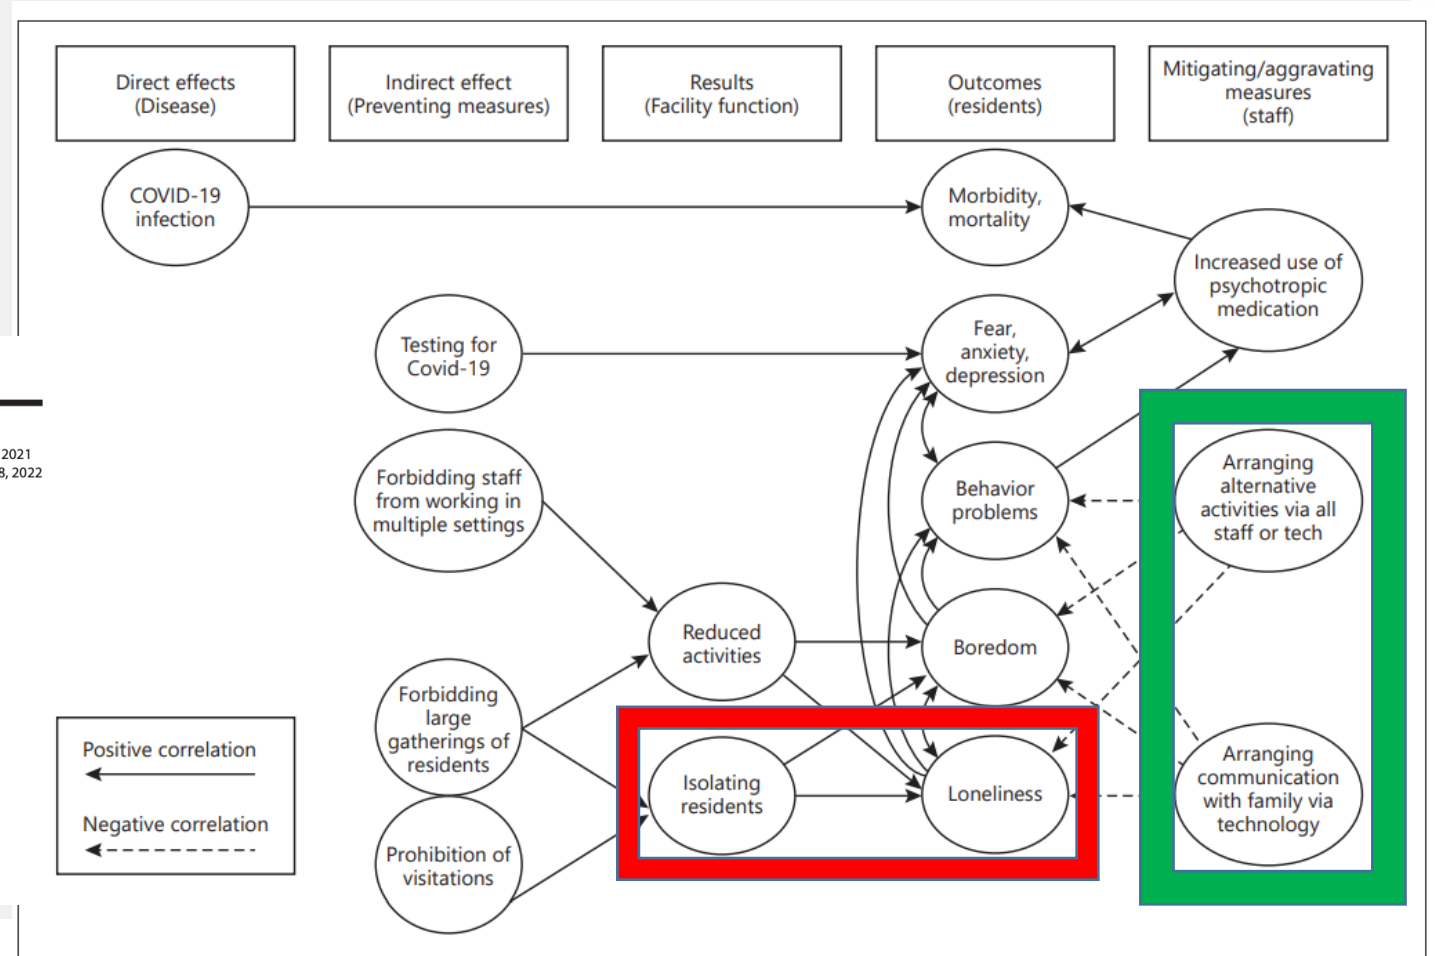 Direct effects
(Disease)
Indirect effect
(Preventing measures)
Results
(Facility function)
Outcomes
(residents)
Mitigating/aggravating
measures
(staff)
COVID-19
infection
Morbidity,
mortality
Increased use of
psychotropic
medication
Testing for
Covid-19
Fear,
anxiety,
depression
2021
8, 2022
Forbidding staff
from working in
multiple settings
Behavior
problems
Arranging
alternative
activities via all
staff or tech
Reduced
activities
Boredom
Forbidding
large
gatherings of
residents
Isolating
residents
Loneliness
Arranging
communication
with family via
technology
Prohibition of
visitations
Positive correlation
Negative correlation